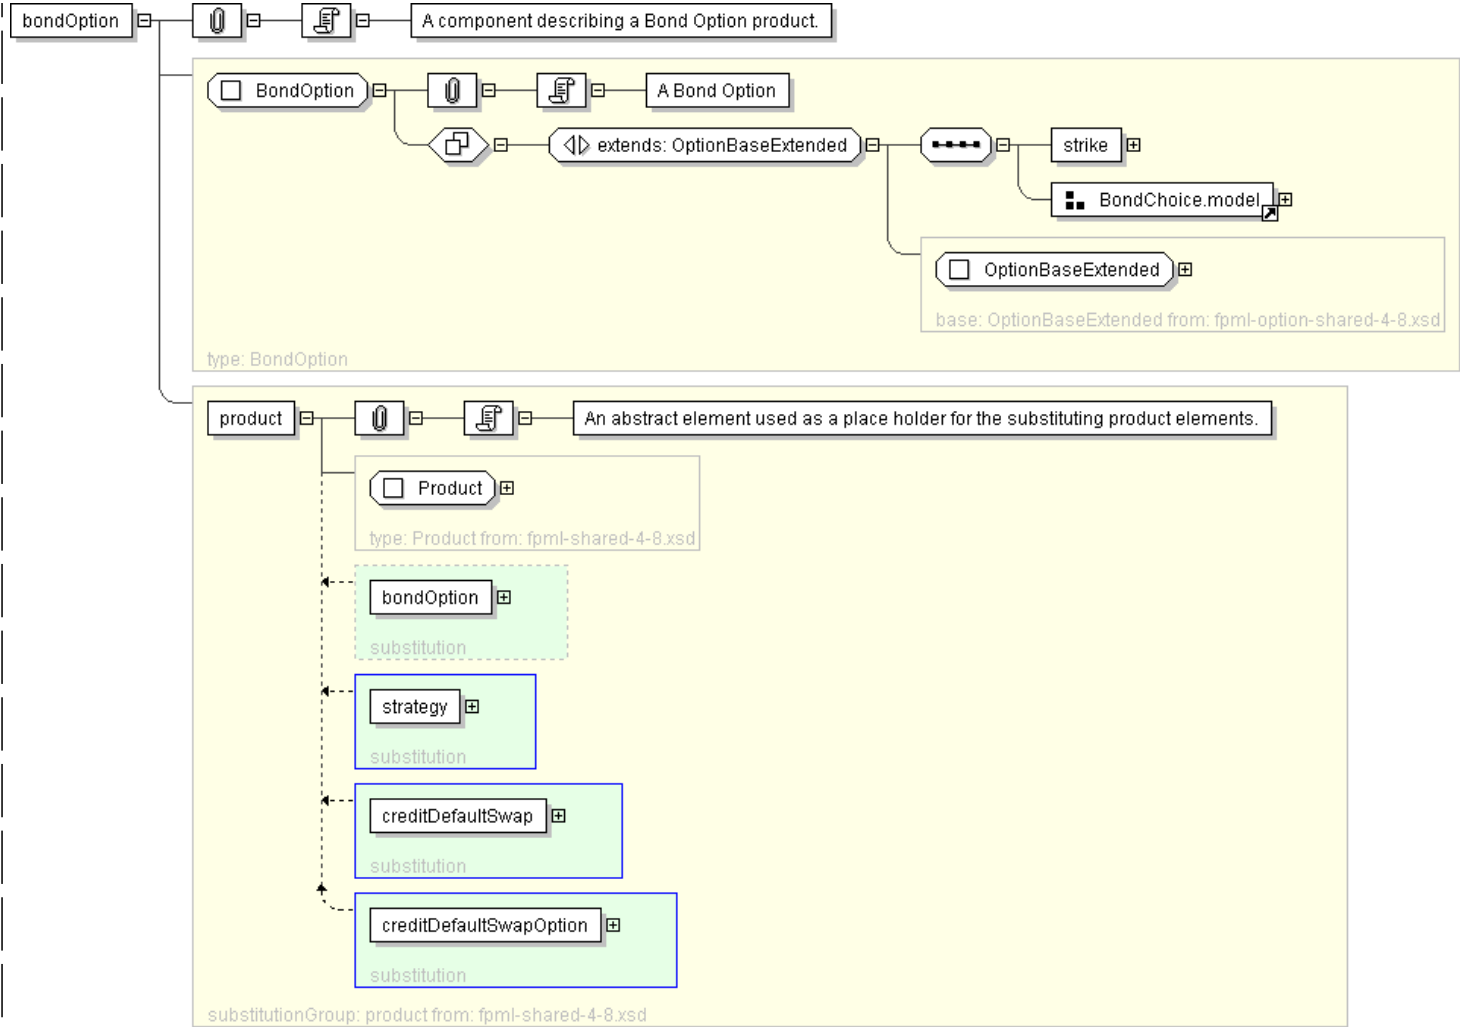 bondOption
A component describing a Bond Option product.
BondOption
A Bond Option
extends: OptionBaseExtended
strike
BondChoice.model
OptionBaseExtended
base: OptionBaseExtended from: fpml-option-shared-4-8.xsd
type: BondOption
product
An abstract element used as a place holder for the substituting product elements.
Product
type: Product from: fpml-shared-4-8.xsd
bondOption
substitution
strategy
substitution
creditDefaultSwap
substitution
creditDefaultSwapOption
substitution
substitutionGroup: product from: fpml-shared-4-8.xsd